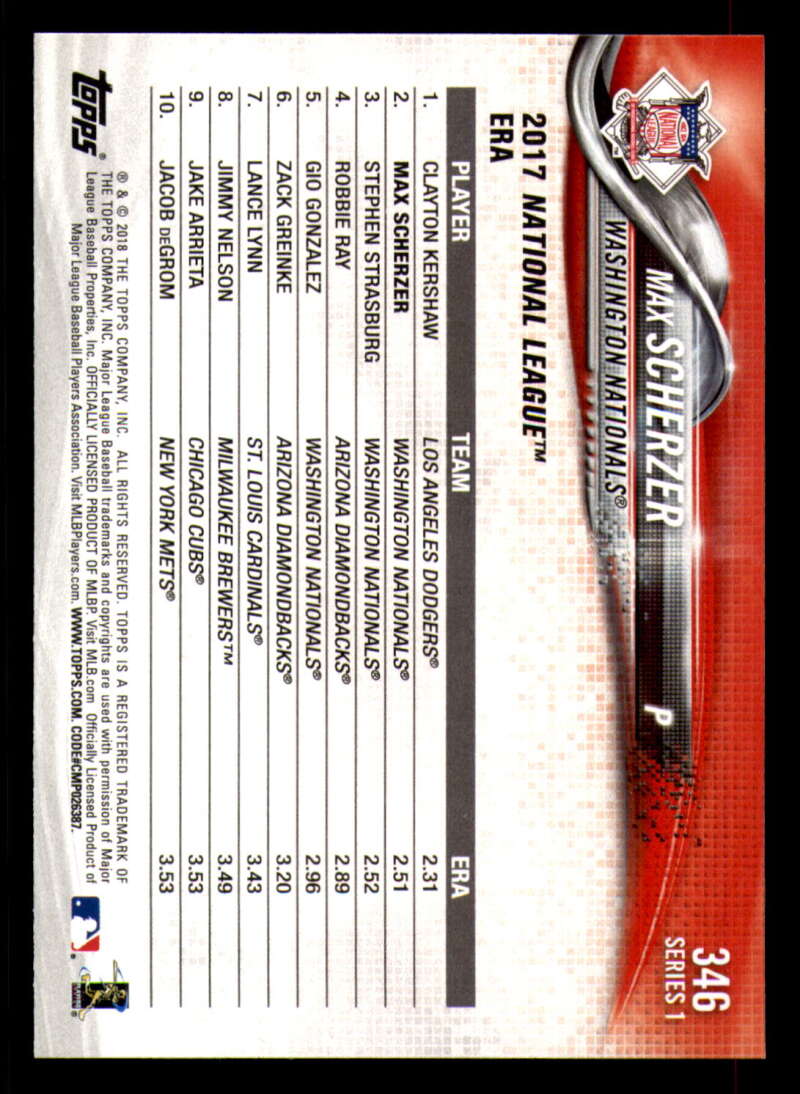 346
SERIES 1
MAX SCHERZER P
WASHINGTON NATIONALS®
NATIONAL LEAGUE
2017 NATIONAL LEAGUE™
ERA
PLAYER TEAM ERA
1. CLAYTON KERSHAW LOS ANGELES DODGERS® 2.31
2. MAX SCHERZER WASHINGTON NATIONALS® 2.51
3. STEPHEN STRASBURG WASHINGTON NATIONALS® 2.52
4. ROBBIE RAY ARIZONA DIAMONDBACKS® 2.89
5. GIO GONZALEZ WASHINGTON NATIONALS® 2.96
6. ZACK GREINKE ARIZONA DIAMONDBACKS® 3.20
7. LANCE LYNN ST. LOUIS CARDINALS® 3.43
8. JIMMY NELSON MILWAUKEE BREWERS™ 3.49
9. JAKE ARRIETA CHICAGO CUBS® 3.53
10. JACOB DEGROM NEW YORK METS® 3.53
topps®
® & © 2018 THE TOPPS COMPANY, INC. ALL RIGHTS RESERVED. TOPPS IS A REGISTERED TRADEMARK OF
THE TOPPS COMPANY, INC. Major League Baseball trademarks and copyrights are used with permission of Major
League Baseball Properties, Inc. OFFICIALLY LICENSED PRODUCT OF MLBP. Visit MLB.com Officially Licensed Product of
Major League Baseball Players Association. Visit MLBPlayers.com. WWW.TOPPS.COM. CODE#CMP026387.